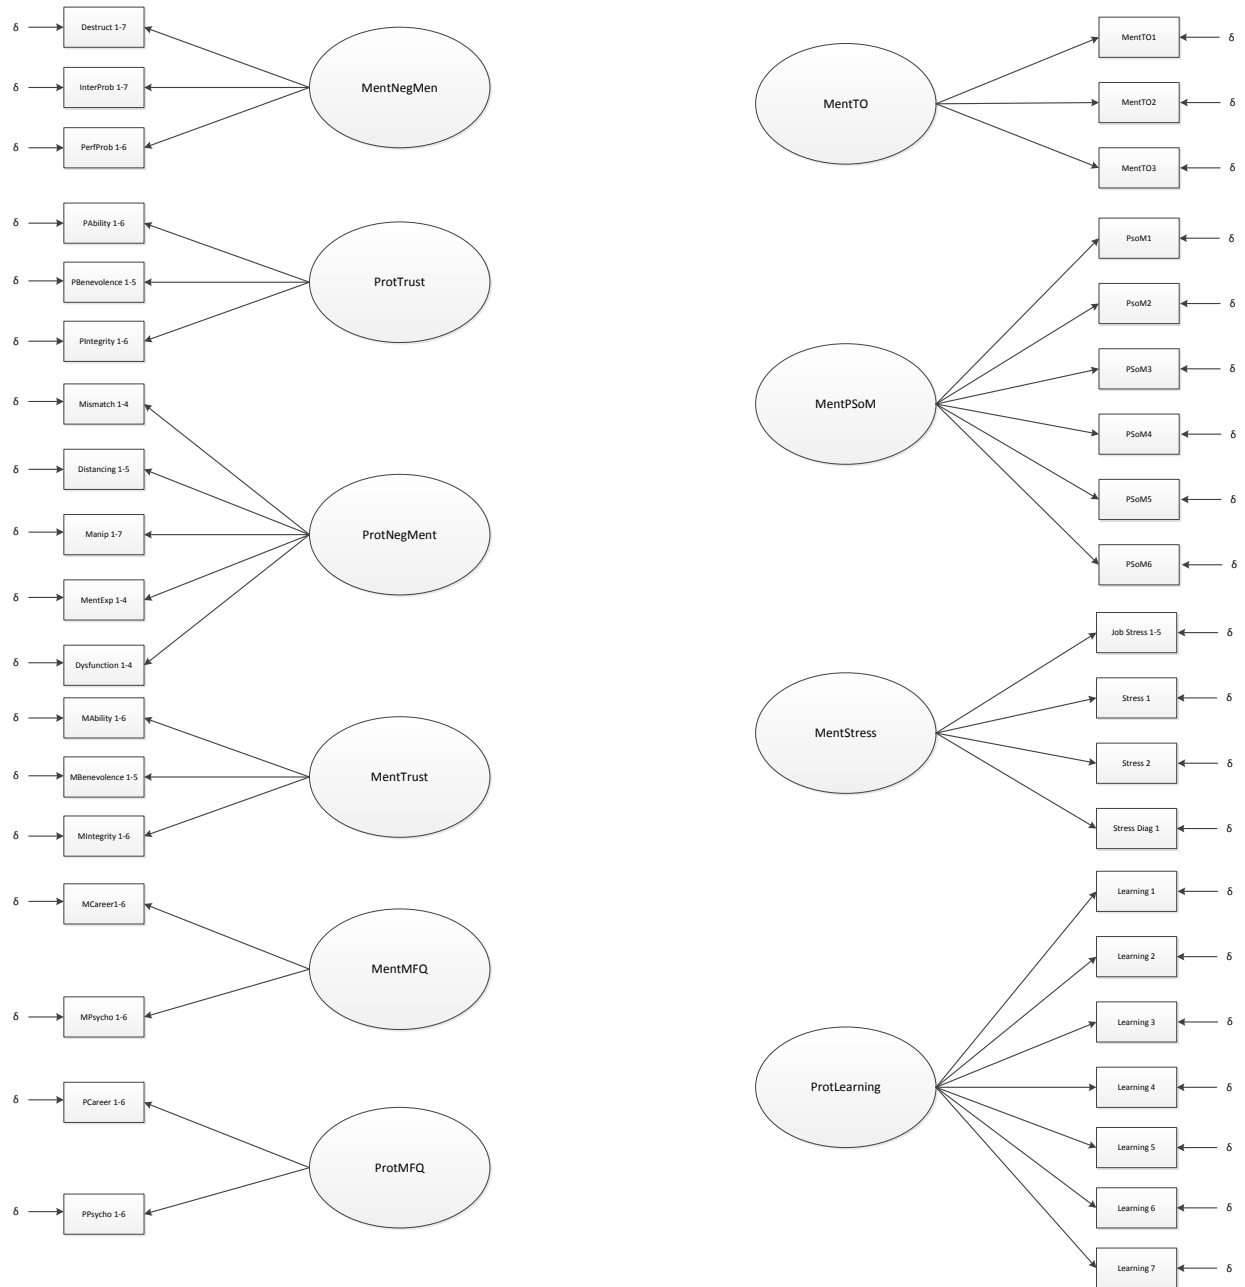 δ
Destruct 1-7
δ
InterProb 1-7
MentNegMen
δ
PerfProb 1-6
δ
PAbility 1-6
δ
PBenevolence 1-5
ProtTrust
δ
PIntegrity 1-6
δ
Mismatch 1-4
δ
Distancing 1-5
δ
Manip 1-7
ProtNegMent
δ
MentExp 1-4
δ
Dysfunction 1-4
δ
MAbility 1-6
δ
MBenevolence 1-5
MentTrust
δ
MIntegrity 1-6
δ
MCareer1-6
MentMFQ
δ
MPsycho 1-6
δ
PCareer 1-6
ProtMFQ
δ
PPsycho 1-6
MentTO1
δ
MentTO
MentTO2
δ
MentTO3
δ
PsoM1
δ
PsoM2
δ
PSoM3
δ
MentPSoM
PSoM4
δ
PSoM5
δ
PSoM6
δ
Job Stress 1-5
δ
Stress 1
δ
MentStress
Stress 2
δ
Stress Diag 1
δ
Learning 1
δ
Learning 2
δ
Learning 3
δ
ProtLearning
Learning 4
δ
Learning 5
δ
Learning 6
δ
Learning 7
δ